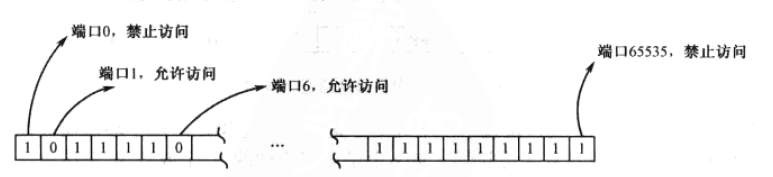 端口0，禁止访问
端口65535，禁止访问
端口1，允许访问
端口6，允许访问
1 0 1 1 1 1 0 ... 1 1 1 1 1 1 1 1 1